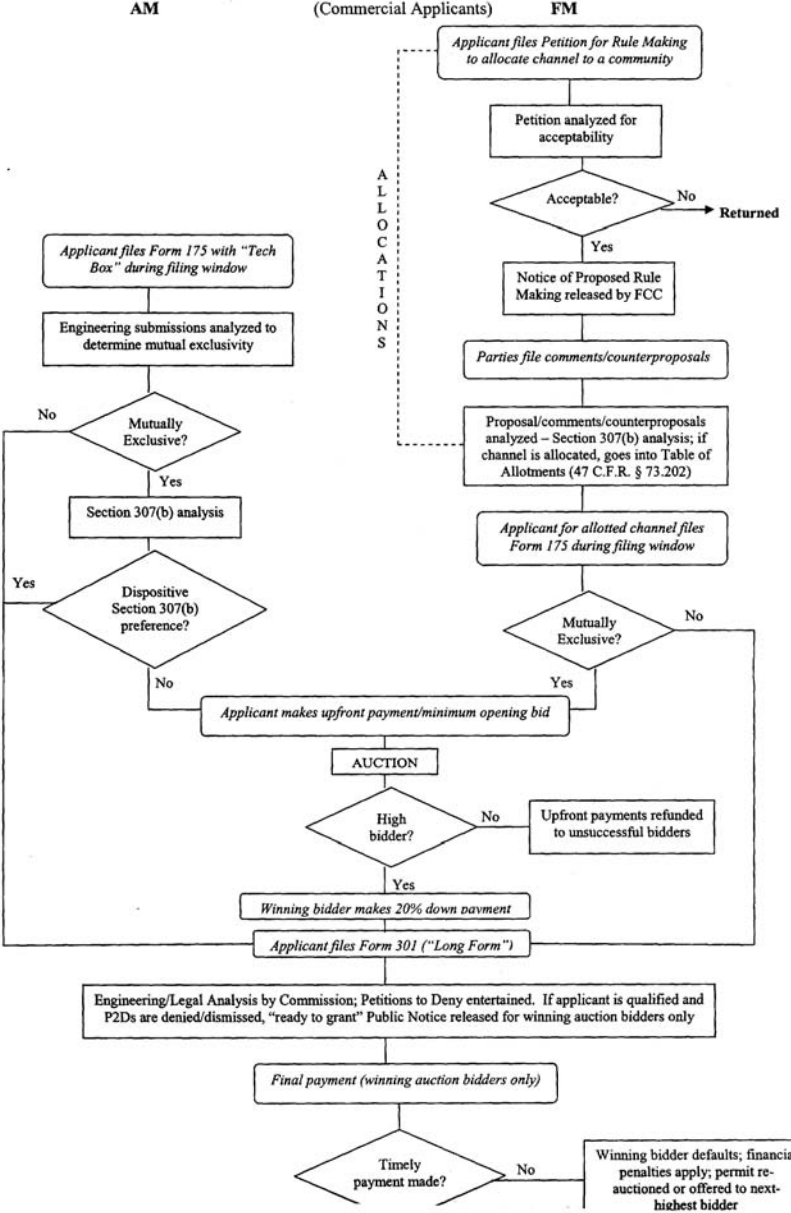 AM
(Commercial Applicants)
FM
Applicant files Petition for Rule Making
to allocate channel to a community
Petition analyzed for
acceptability
A
L
L
O
C
A
T
I
O
N
S
Acceptable?
No
Returned
Yes
Applicant files Form 175 with “Tech
Box” during filing window
Notice of Proposed Rule
Making released by FCC
Engineering submissions analyzed to
determine mutual exclusivity
Parties file comments/counterproposals
No
Mutually
Exclusive?
Yes
Proposal/comments/counterproposals
analyzed – Section 307(b) analysis; if
channel is allocated, goes into Table of
Allotments (47 C.F.R. § 73.202)
Section 307(b) analysis
Applicant for allotted channel files
Form 175 during filing window
Yes
Dispositive
Section 307(b)
preference?
No
Mutually
Exclusive?
No
Yes
Applicant makes upfront payment/minimum opening bid
AUCTION
High
bidder?
No
Upfront payments refunded
to unsuccessful bidders
Yes
Winning bidder makes 20% down payment
Applicant files Form 301 (“Long Form”)
Engineering/Legal Analysis by Commission; Petitions to Deny entertained. If applicant is qualified and
P2Ds are denied/dismissed, “ready to grant” Public Notice released for winning auction bidders only
Final payment (winning auction bidders only)
Timely
payment made?
No
Winning bidder defaults; financia
penalties apply; permit re-
auctioned or offered to next-
highest bidder